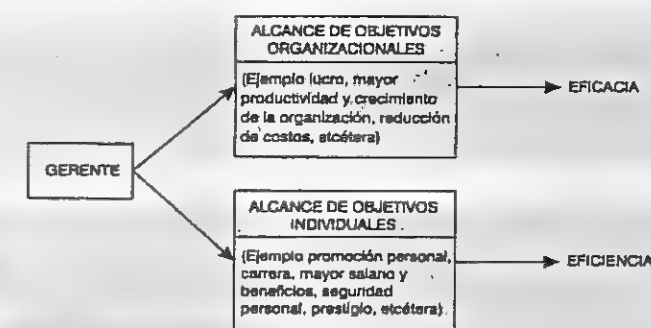 ALCANCE DE OBJETIVOS
ORGANIZACIONALES
(Ejemplo lucro, mayor
productividad y crecimiento
de la organización, reducción
de costos, etcétera)
EFICACIA
GERENTE
ALCANCE DE OBJETIVOS
INDIVIDUALES
(Ejemplo promoción personal,
carrera, mayor salario y
beneficios, seguridad
personal, prestigio, etcétera)
EFICIENCIA